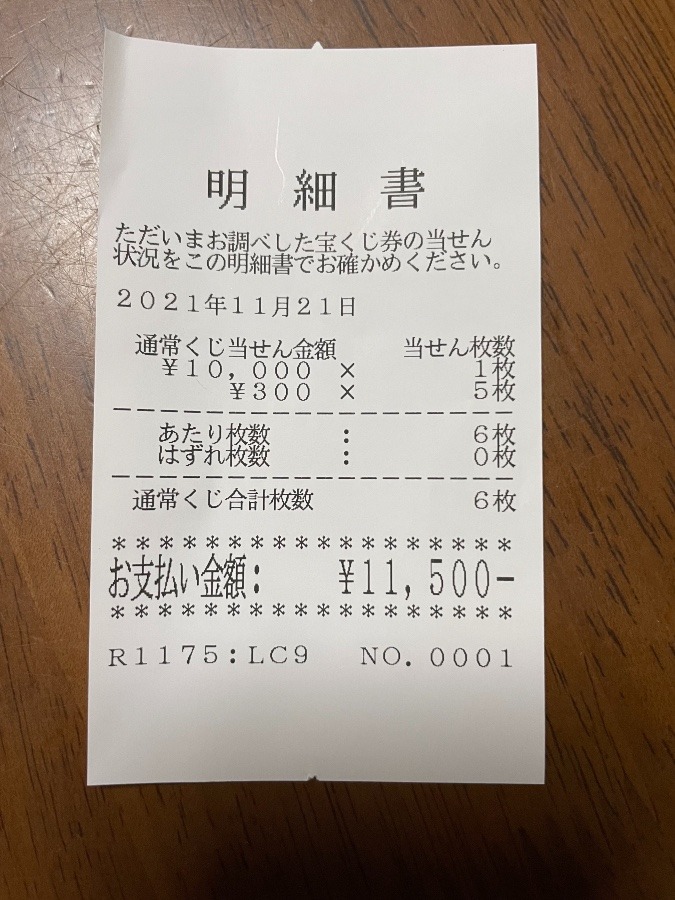 明 細 書
ただいまお調べした宝くじ券の当せん
状況をこの明細書でお確かめください。
2021年11月21日
通常くじ当せん金額 当せん枚数
¥10,000 × 1枚
¥300 × 5枚
あたり枚数 : 6枚
はずれ枚数 : 0枚
通常くじ合計枚数 6枚
******************
お支払い金額: ¥11,500-
******************
R1175:LC9 NO.0001